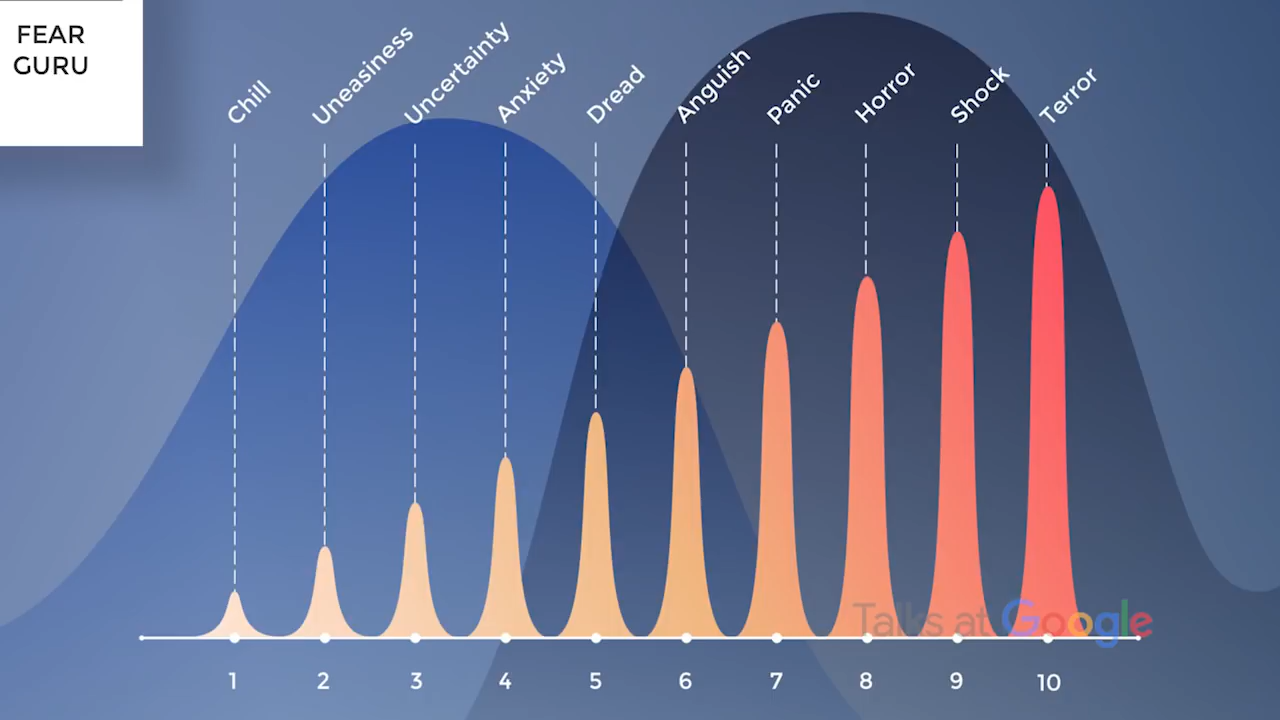 FEAR
GURU
Chill
Uneasiness
Uncertainty
Anxiety
Dread
Anguish
Panic
Horror
Shock
Terror
Talks at Google
1 2 3 4 5 6 7 8 9 10